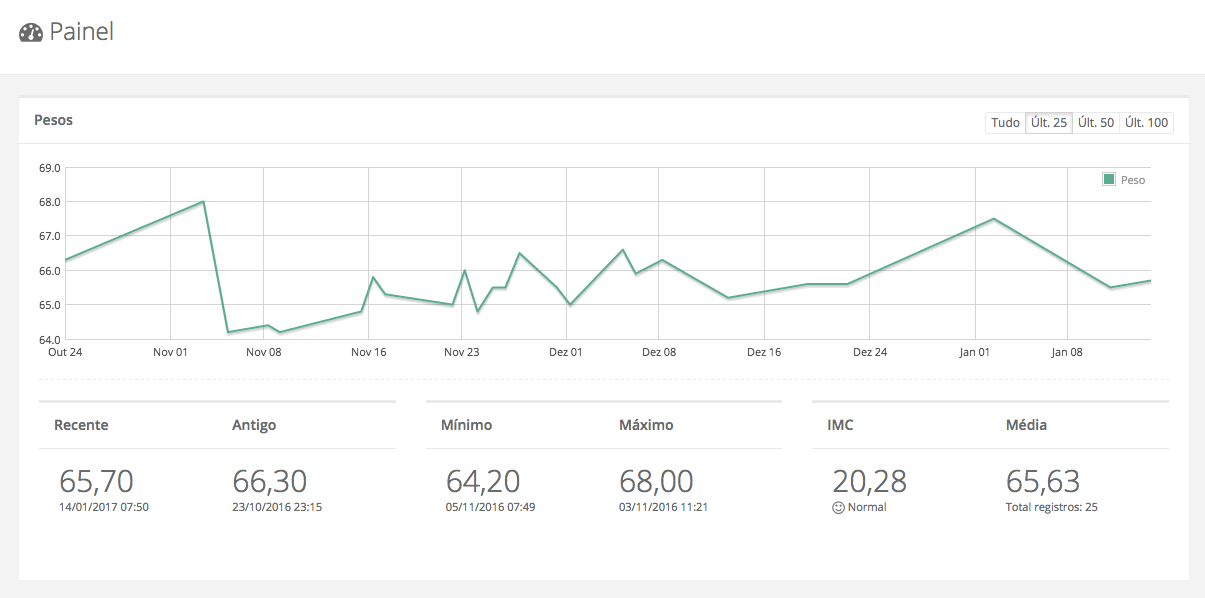 Painel
Pesos
Tudo Últ. 25 Últ. 50 Últ. 100
69.0
68.0
67.0
66.0
65.0
64.0
Peso
Out 24 Nov 01 Nov 08 Nov 16 Nov 23 Dez 01 Dez 08 Dez 16 Dez 24 Jan 01 Jan 08
Recente Antigo Mínimo Máximo IMC Média
65,70 66,30 64,20 68,00 20,28 65,63
14/01/2017 07:50 23/10/2016 23:15 05/11/2016 07:49 03/11/2016 11:21 Normal Total registros: 25